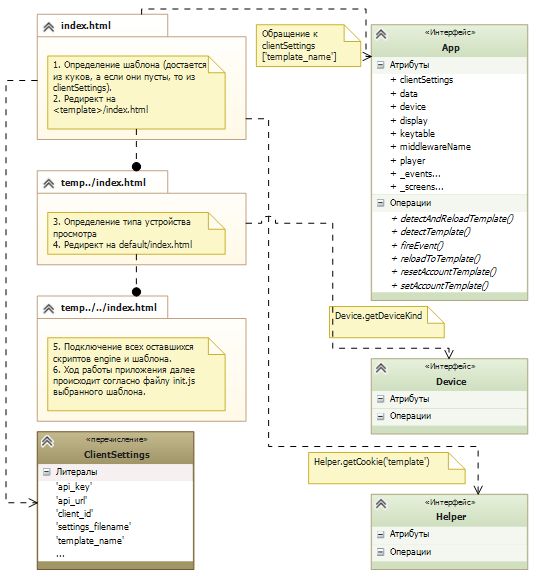 index.html
1. Определение шаблона (достается
из куков, а если они пусты, то из
clientSettings).
2. Редирект на
<template>/index.html
Обращение к
clientSettings
['template_name']
«Интерфейс»
App
Атрибуты
+ clientSettings
+ data
+ device
+ display
+ keytable
+ middlewareName
+ player
+ _events...
+ _screens...
Операции
+ detectAndReloadTemplate()
+ detectTemplate()
+ fireEvent()
+ reloadToTemplate()
+ resetAccountTemplate()
+ setAccountTemplate()
temp../index.html
3. Определение типа устройства
просмотра
4. Редирект на default/index.html
temp../../index.html
5. Подключение всех оставшихся
скриптов engine и шаблона.
6. Ход работы приложения далее
происходит согласно файлу init.js
выбранного шаблона.
Device.getDeviceKind
«Интерфейс»
Device
Атрибуты
Операции
«перечисление»
ClientSettings
Литералы
'api_key'
'api_url'
'client_id'
'settings_filename'
'template_name'
...
Helper.getCookie('template')
«Интерфейс»
Helper
Атрибуты
Операции